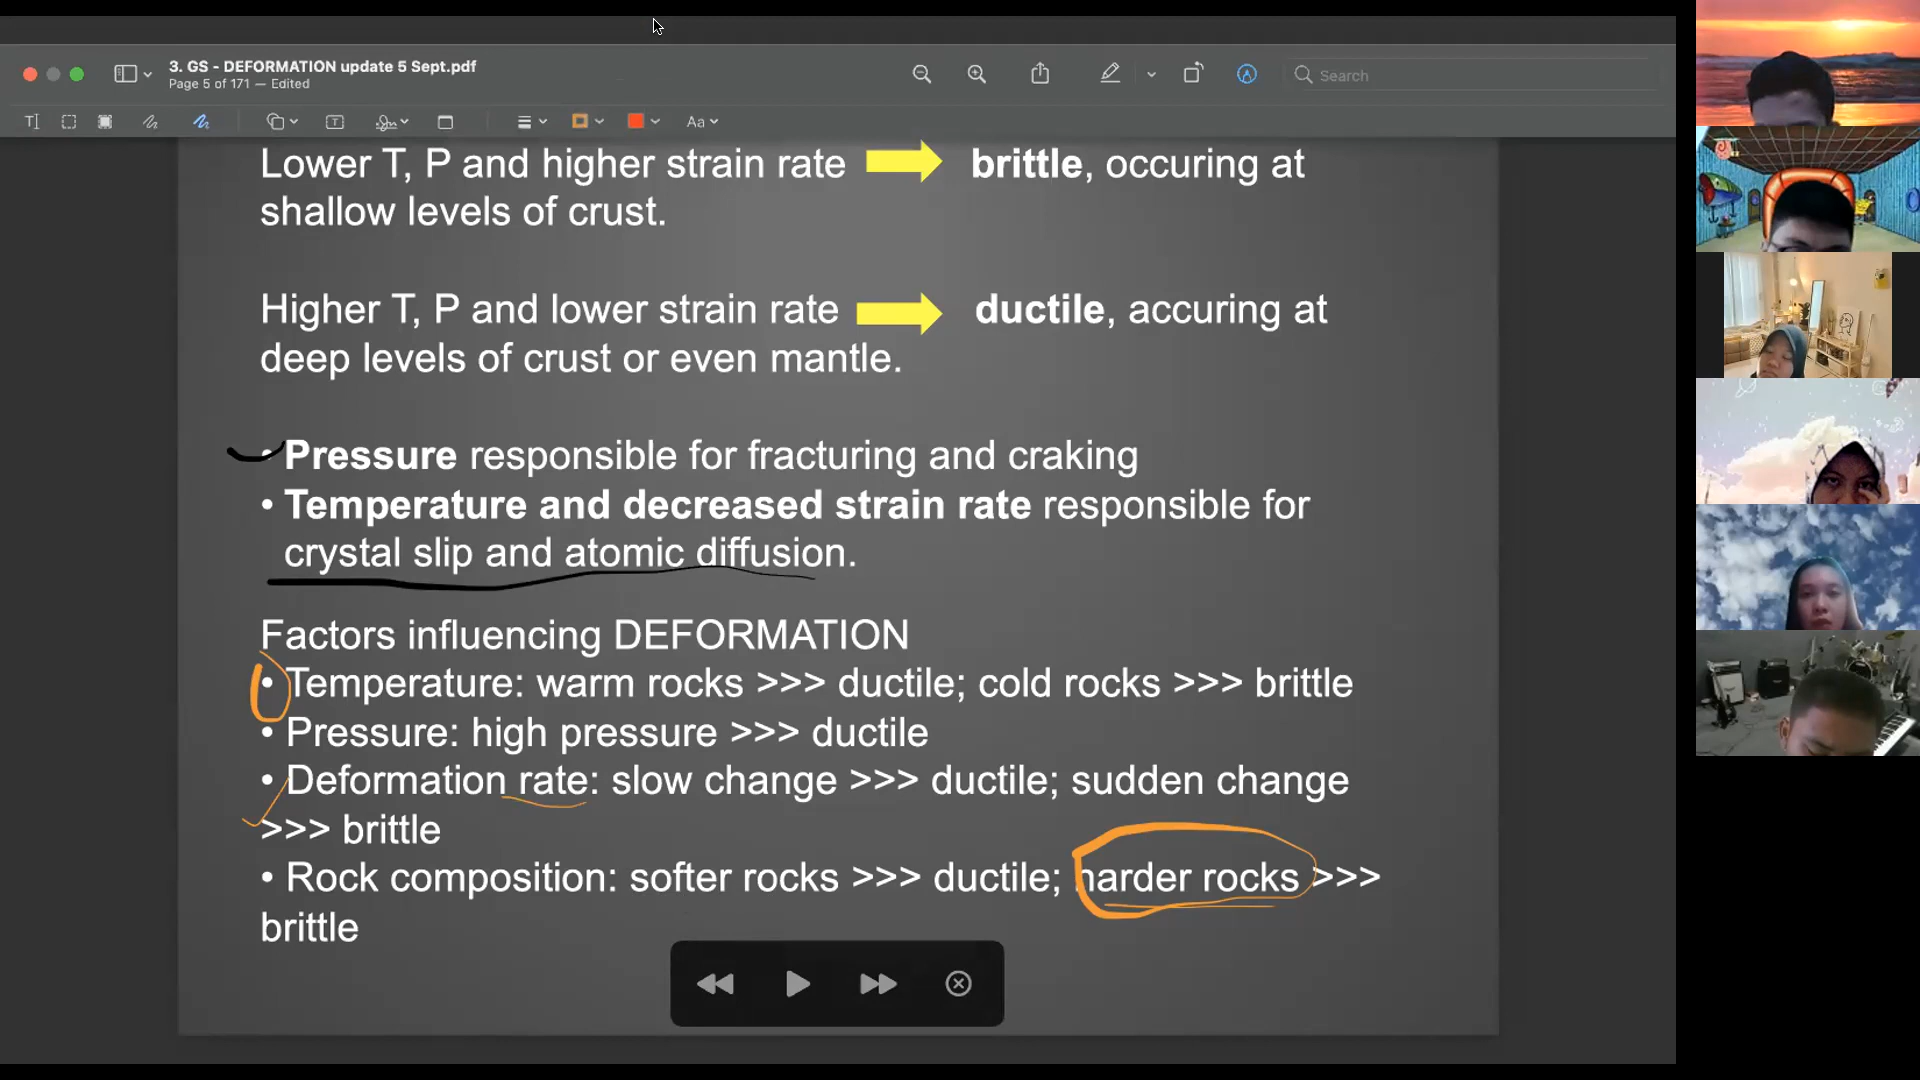 3. GS - DEFORMATION update 5 Sept.pdf
Page 5 of 171 — Edited
Search
Aa
Lower T, P and higher strain rate brittle, occuring at
shallow levels of crust.
Higher T, P and lower strain rate ductile, accuring at
deep levels of crust or even mantle.
• Pressure responsible for fracturing and craking
• Temperature and decreased strain rate responsible for
crystal slip and atomic diffusion.
Factors influencing DEFORMATION
• Temperature: warm rocks >>> ductile; cold rocks >>> brittle
• Pressure: high pressure >>> ductile
• Deformation rate: slow change >>> ductile; sudden change
>>> brittle
• Rock composition: softer rocks >>> ductile; harder rocks >>>
brittle